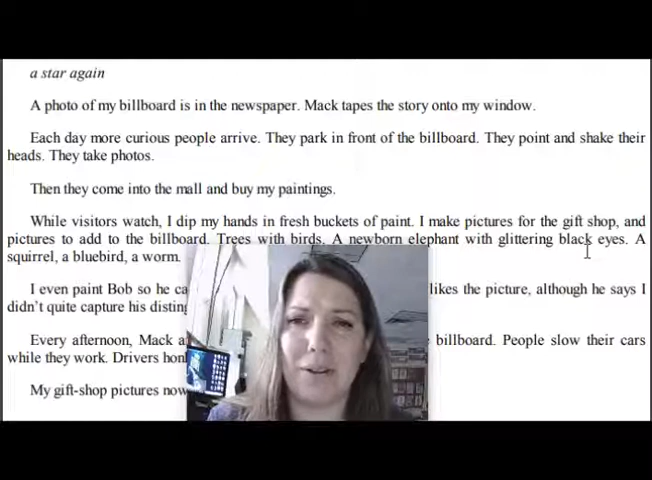 a star again
A photo of my billboard is in the newspaper. Mack tapes the story onto my window.
Each day more curious people arrive. They park in front of the billboard. They point and shake their
heads. They take photos.
Then they come into the mall and buy my paintings.
While visitors watch, I dip my hands in fresh buckets of paint. I make pictures for the gift shop, and
pictures to add to the billboard. Trees with birds. A newborn elephant with glittering black eyes. A
squirrel, a bluebird, a worm.
I even paint Bob so he ca likes the picture, although he says I
didn't quite capture his disting
Every afternoon, Mack a billboard. People slow their cars
while they work. Drivers hon
My gift-shop pictures now